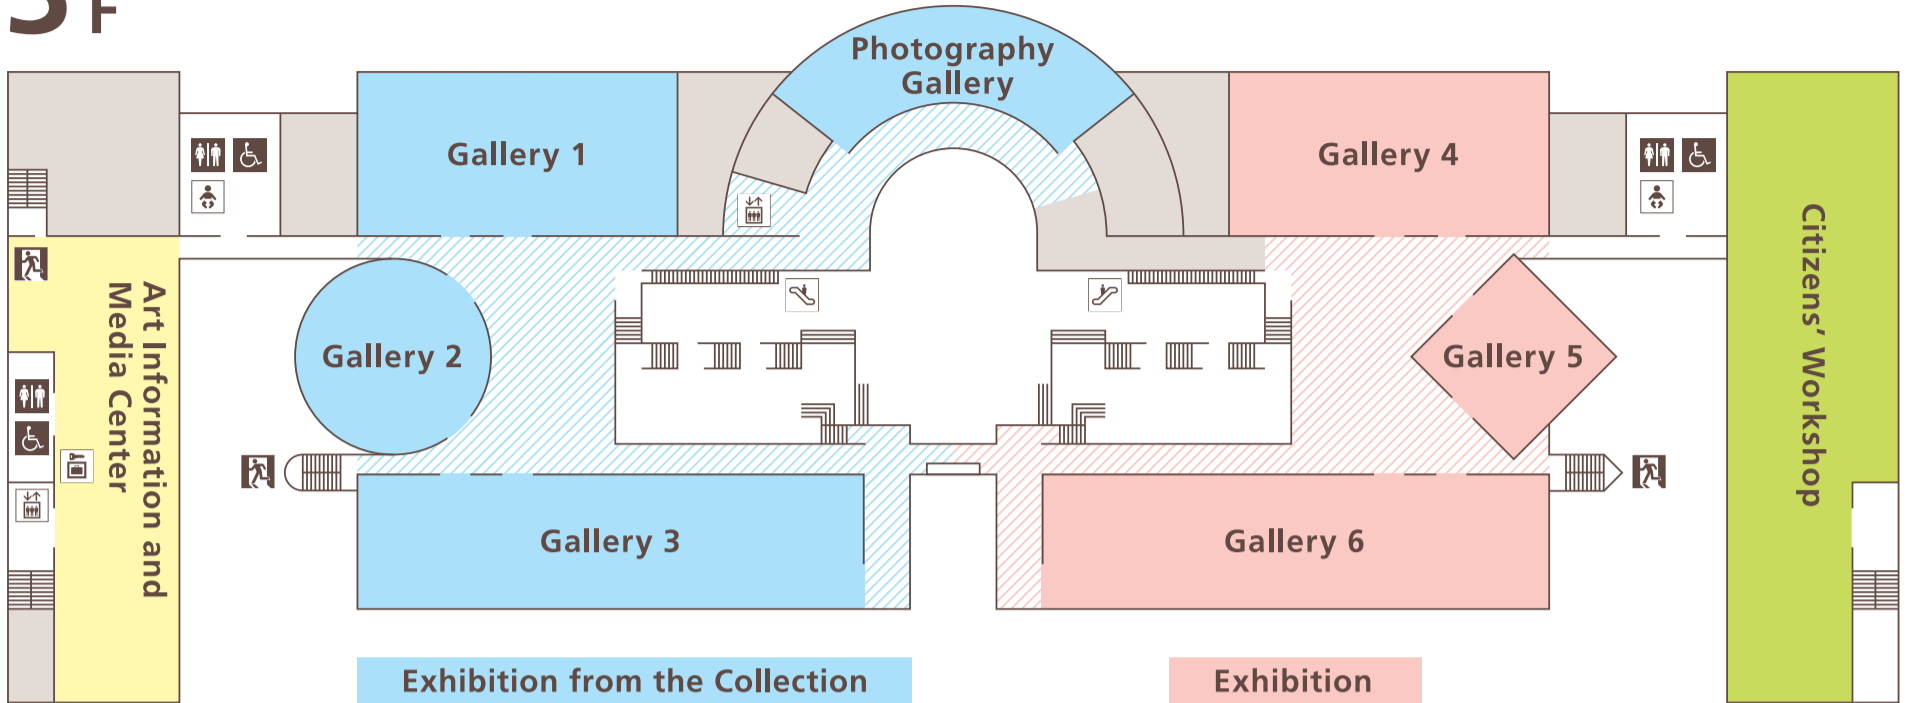 F
Photography
Gallery
Gallery 1
Gallery 4
Gallery 2
Gallery 5
Gallery 3
Gallery 6
Art Information and
Media Center
Citizens' Workshop
Exhibition from the Collection
Exhibition